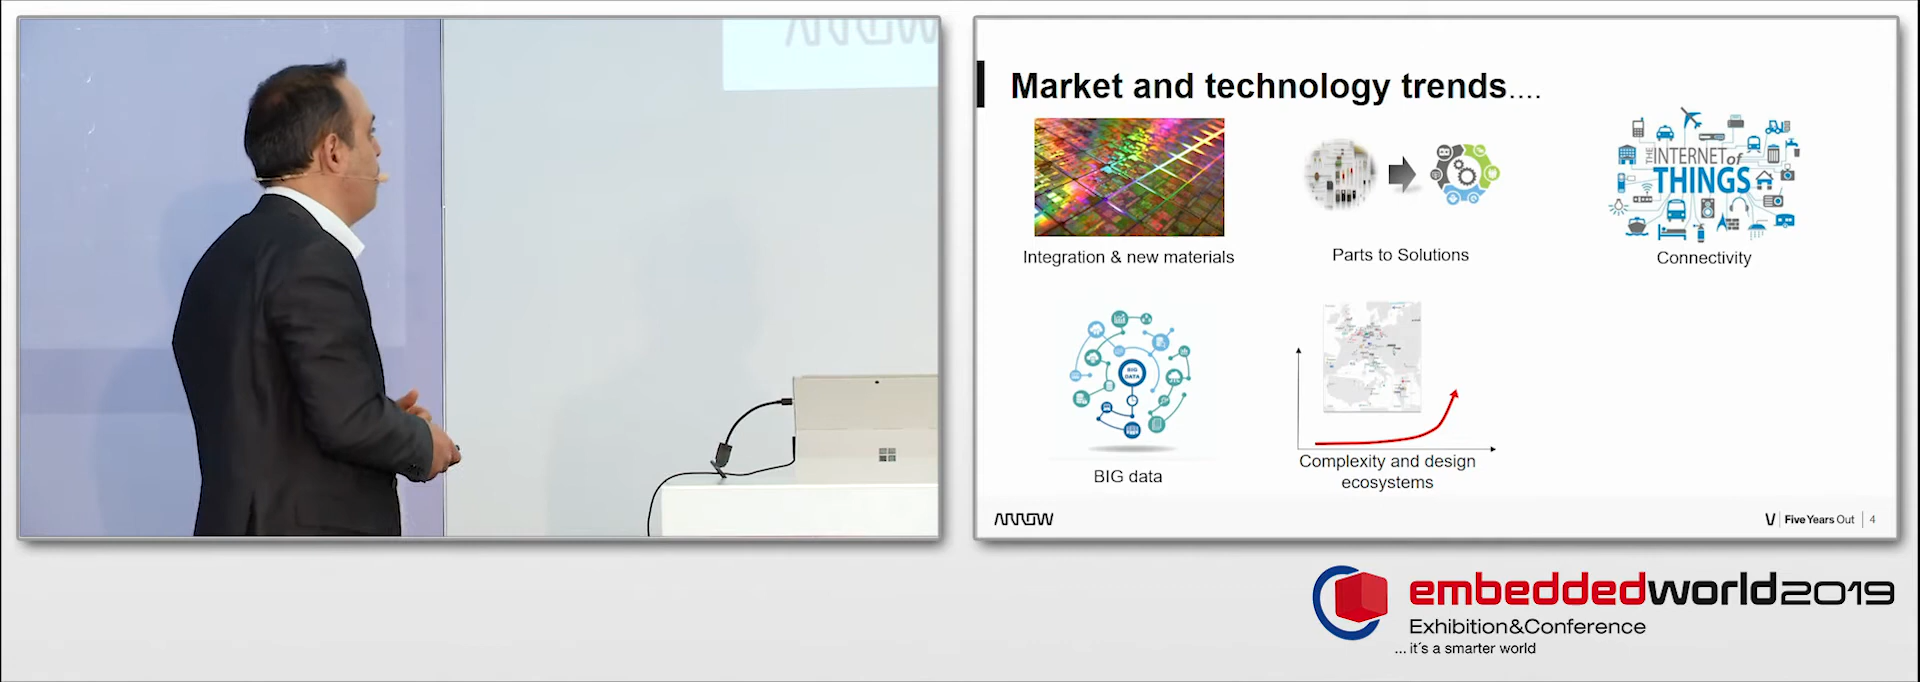 ARROW
Market and technology trends....
Integration & new materials
Parts to Solutions
THE
INTERNET of
THINGS
Connectivity
BIG
DATA
BIG data
Complexity and design
ecosystems
ARROW
Five Years Out
4
embeddedworld2019
Exhibition&Conference
... it´s a smarter world